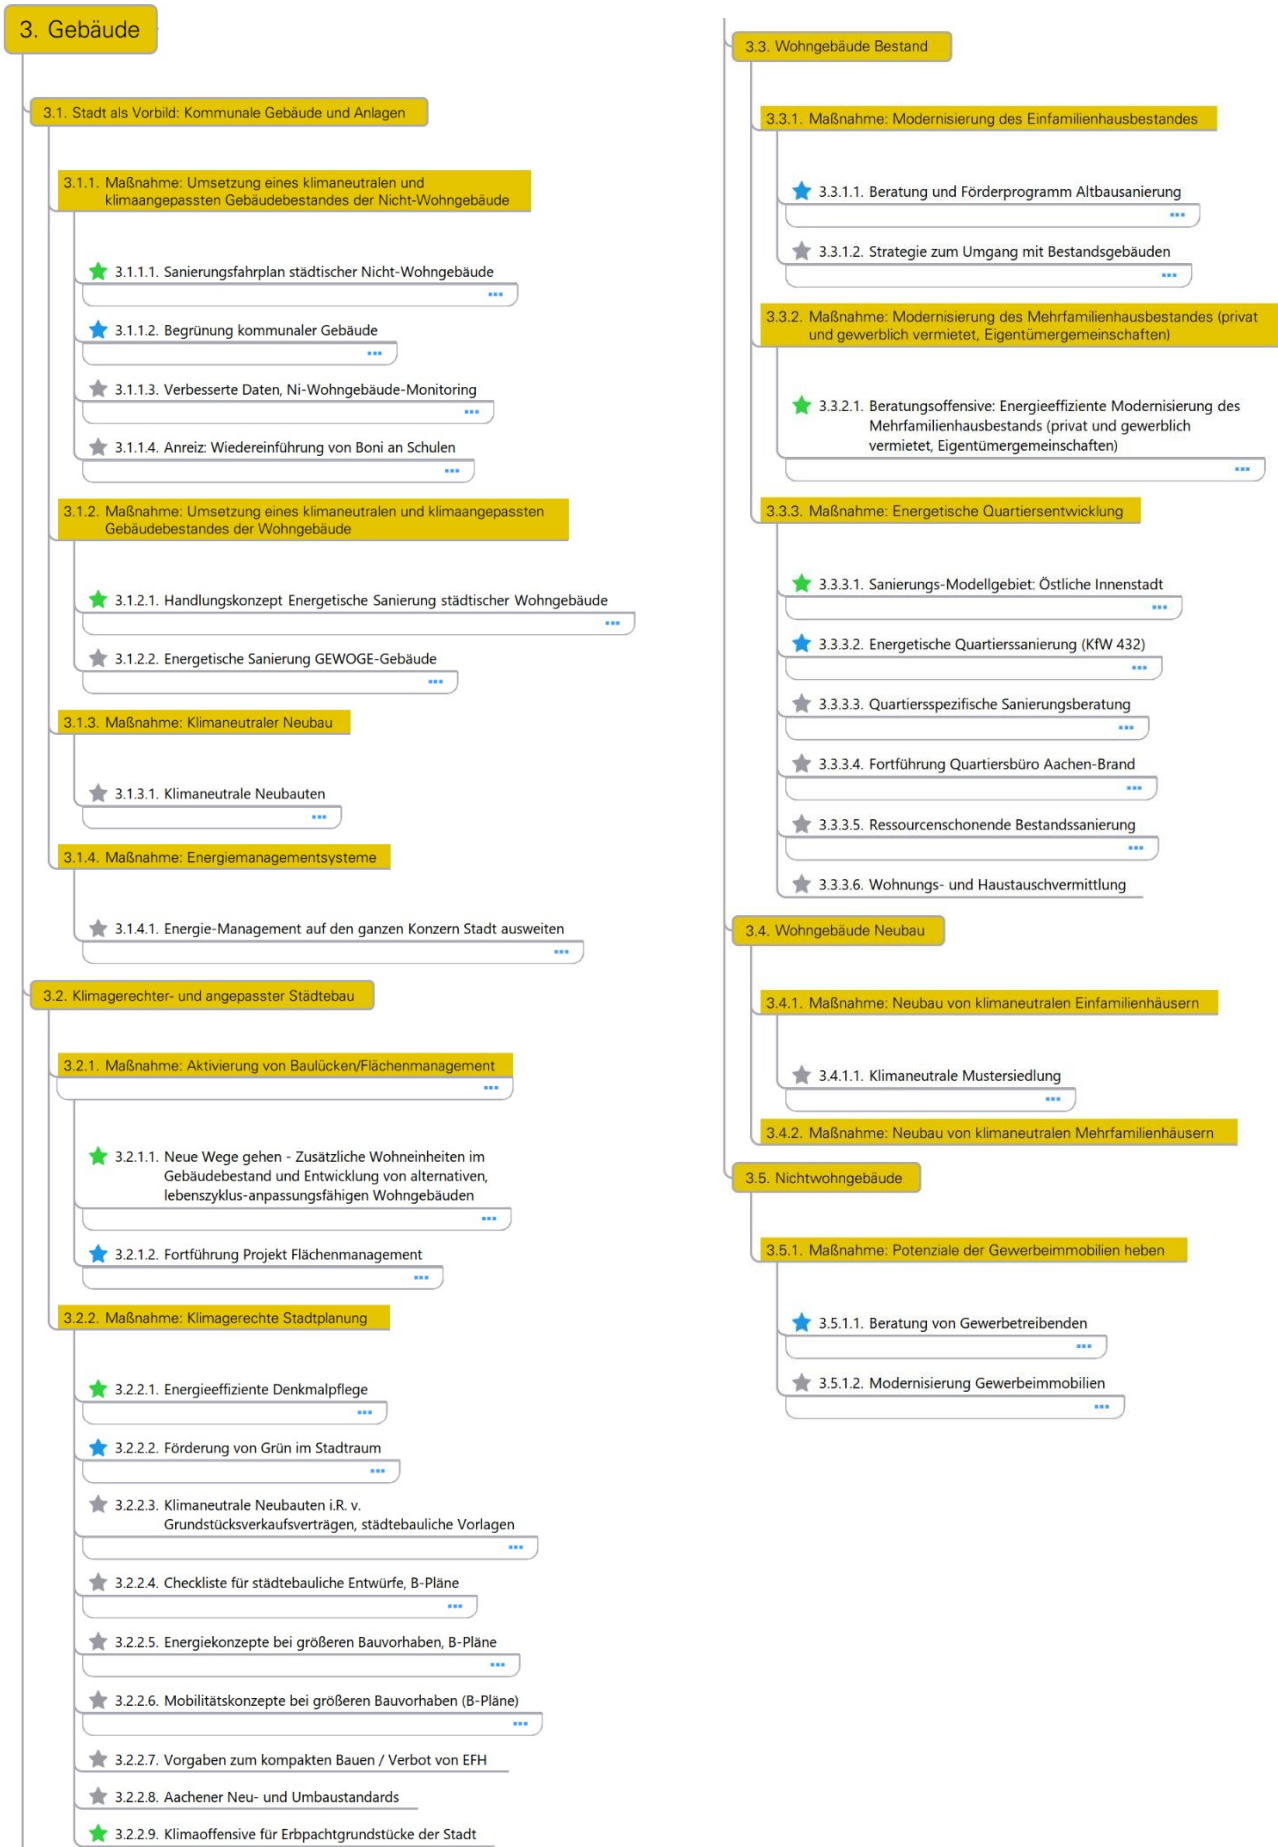 3. Gebäude
3.1. Stadt als Vorbild: Kommunale Gebäude und Anlagen
3.1.1. Maßnahme: Umsetzung eines klimaneutralen und
klimaangepassten Gebäudebestandes der Nicht-Wohngebäude
3.1.1.1. Sanierungsfahrplan städtischer Nicht-Wohngebäude
3.1.1.2. Begrünung kommunaler Gebäude
3.1.1.3. Verbesserte Daten, Ni-Wohngebäude-Monitoring
3.1.1.4. Anreiz: Wiedereinführung von Boni an Schulen
3.1.2. Maßnahme: Umsetzung eines klimaneutralen und klimaangepassten
Gebäudebestandes der Wohngebäude
3.1.2.1. Handlungskonzept Energetische Sanierung städtischer Wohngebäude
3.1.2.2. Energetische Sanierung GEWOGE-Gebäude
3.1.3. Maßnahme: Klimaneutraler Neubau
3.1.3.1. Klimaneutrale Neubauten
3.1.4. Maßnahme: Energiemanagementsysteme
3.1.4.1. Energie-Management auf den ganzen Konzern Stadt ausweiten
3.2. Klimagerechter- und angepasster Städtebau
3.2.1. Maßnahme: Aktivierung von Baulücken/Flächenmanagement
3.2.1.1. Neue Wege gehen - Zusätzliche Wohneinheiten im
Gebäudebestand und Entwicklung von alternativen,
lebenszyklus-anpassungsfähigen Wohngebäuden
3.2.1.2. Fortführung Projekt Flächenmanagement
3.2.2. Maßnahme: Klimagerechte Stadtplanung
3.2.2.1. Energieeffiziente Denkmalpflege
3.2.2.2. Förderung von Grün im Stadtraum
3.2.2.3. Klimaneutrale Neubauten i.R. v.
Grundstücksverkaufsverträgen, städtebauliche Vorlagen
3.2.2.4. Checkliste für städtebauliche Entwürfe, B-Pläne
3.2.2.5. Energiekonzepte bei größeren Bauvorhaben, B-Pläne
3.2.2.6. Mobilitätskonzepte bei größeren Bauvorhaben (B-Pläne)
3.2.2.7. Vorgaben zum kompakten Bauen / Verbot von EFH
3.2.2.8. Aachener Neu- und Umbaustandards
3.2.2.9. Klimaoffensive für Erbpachtgrundstücke der Stadt
3.3. Wohngebäude Bestand
3.3.1. Maßnahme: Modernisierung des Einfamilienhausbestandes
3.3.1.1. Beratung und Förderprogramm Altbausanierung
3.3.1.2. Strategie zum Umgang mit Bestandsgebäuden
3.3.2. Maßnahme: Modernisierung des Mehrfamilienhausbestandes (privat
und gewerblich vermietet, Eigentümergemeinschaften)
3.3.2.1. Beratungsoffensive: Energieeffiziente Modernisierung des
Mehrfamilienhausbestands (privat und gewerblich
vermietet, Eigentümergemeinschaften)
3.3.3. Maßnahme: Energetische Quartiersentwicklung
3.3.3.1. Sanierungs-Modellgebiet: Östliche Innenstadt
3.3.3.2. Energetische Quartierssanierung (KfW 432)
3.3.3.3. Quartiersspezifische Sanierungsberatung
3.3.3.4. Fortführung Quartiersbüro Aachen-Brand
3.3.3.5. Ressourcenschonende Bestandssanierung
3.3.3.6. Wohnungs- und Haustauschvermittlung
3.4. Wohngebäude Neubau
3.4.1. Maßnahme: Neubau von klimaneutralen Einfamilienhäusern
3.4.1.1. Klimaneutrale Mustersiedlung
3.4.2. Maßnahme: Neubau von klimaneutralen Mehrfamilienhäusern
3.5. Nichtwohngebäude
3.5.1. Maßnahme: Potenziale der Gewerbeimmobilien heben
3.5.1.1. Beratung von Gewerbetreibenden
3.5.1.2. Modernisierung Gewerbeimmobilien